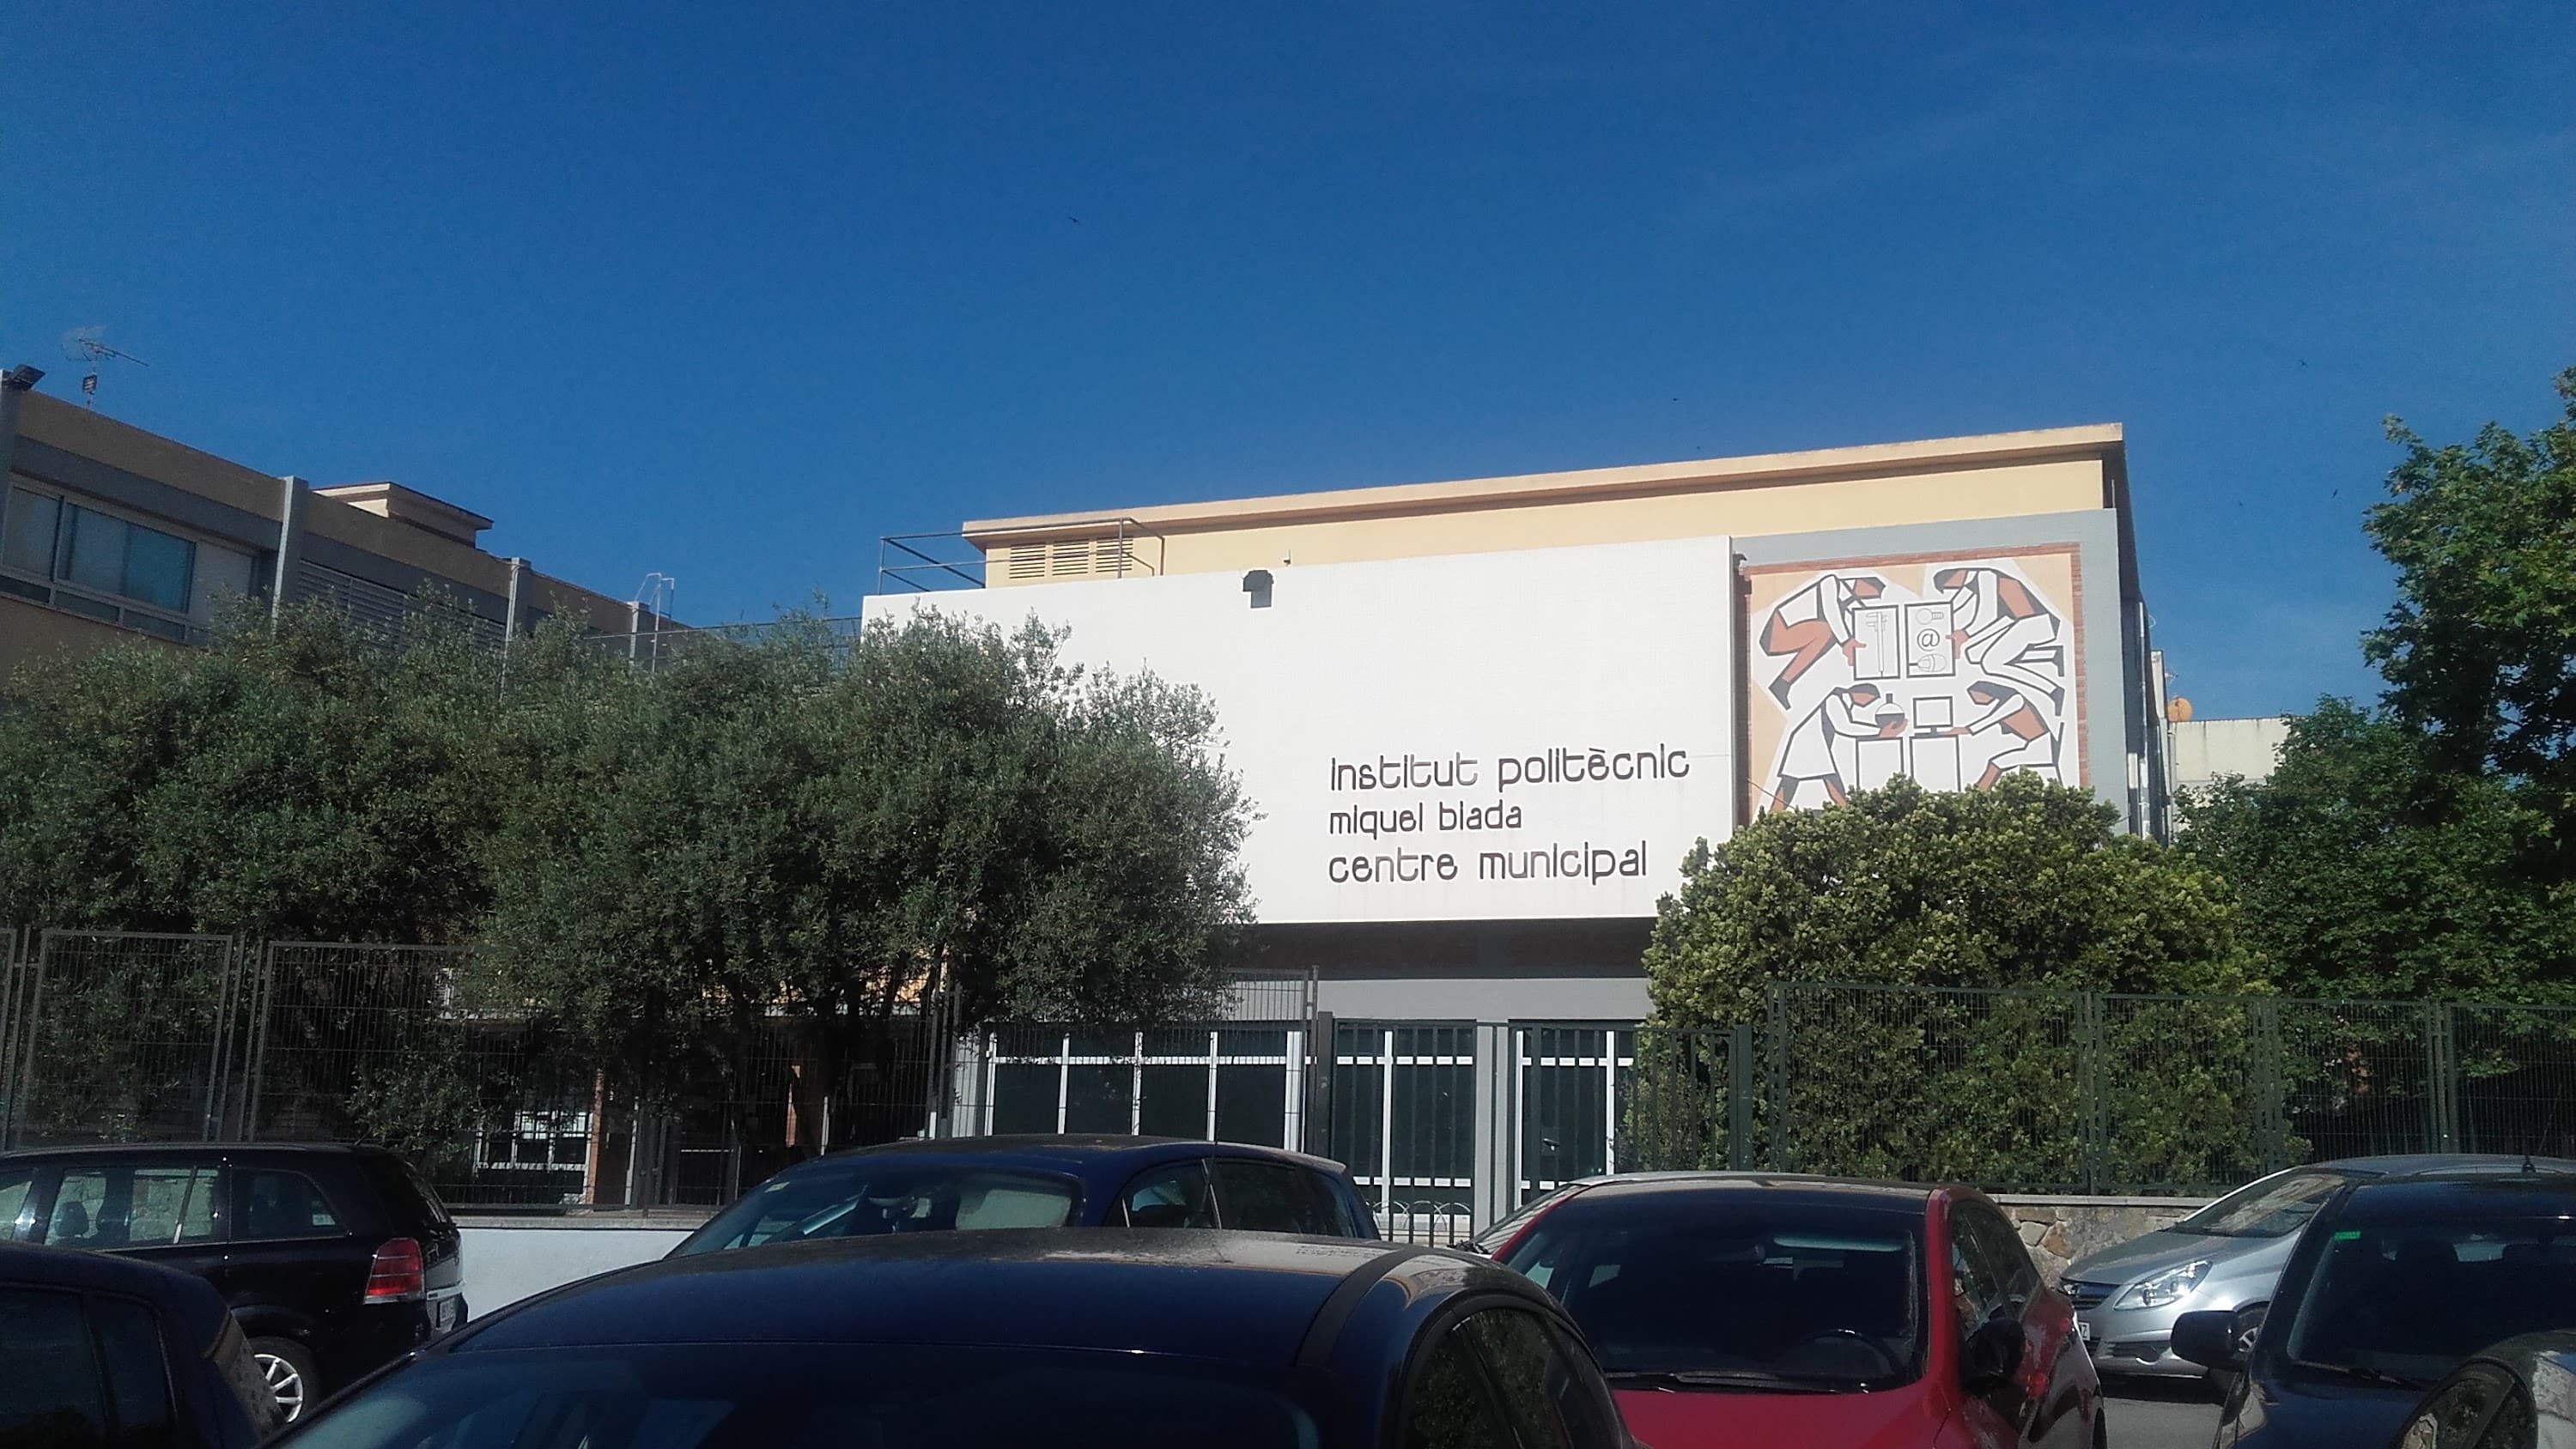 @
institut politècnic
miquel biada
centre municipal